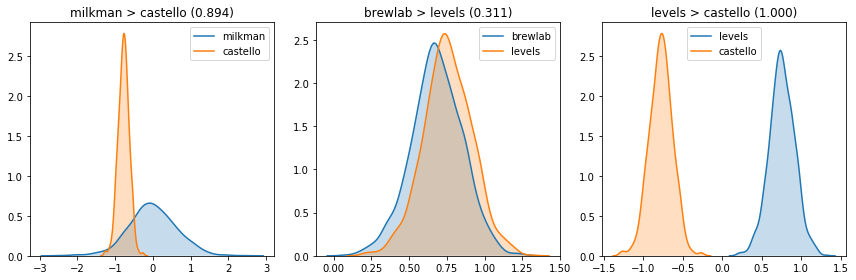 milkman > castello (0.894)
milkman
castello
2.5
2.0
1.5
1.0
0.5
0.0
−3 −2 −1 0 1 2 3
brewlab > levels (0.311)
brewlab
levels
2.5
2.0
1.5
1.0
0.5
0.0
0.00 0.25 0.50 0.75 1.00 1.25 1.50
levels > castello (1.000)
levels
castello
2.5
2.0
1.5
1.0
0.5
0.0
−1.5 −1.0 −0.5 0.0 0.5 1.0 1.5